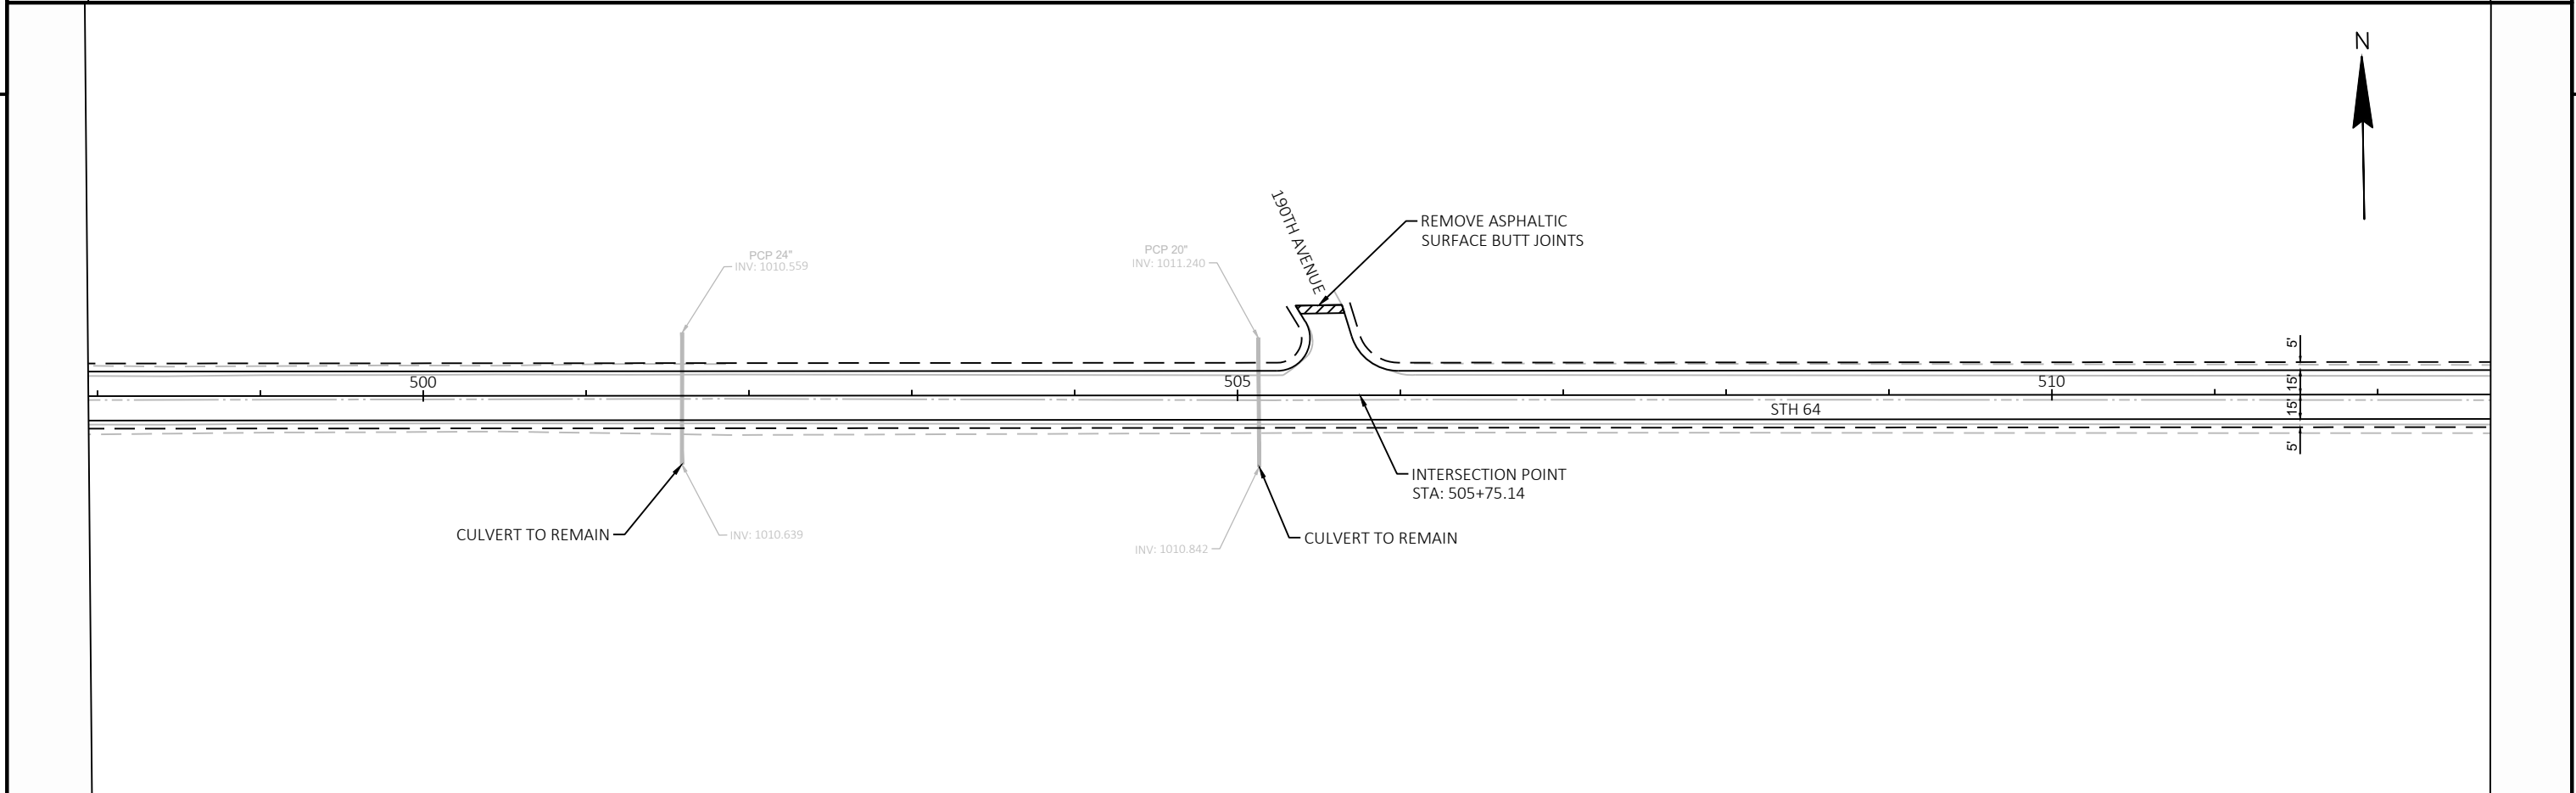 N
190TH AVENUE
REMOVE ASPHALTIC
SURFACE BUTT JOINTS
PCP 24"
INV: 1010.559
PCP 20"
INV: 1011.240
5'
500
505
510
15'
STH 64
15'
5'
INTERSECTION POINT
STA: 505+75.14
CULVERT TO REMAIN
INV: 1010.639
INV: 1010.842
CULVERT TO REMAIN